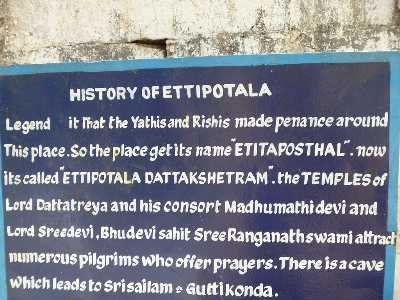 HISTORY OF ETTIPOTALA
Legend it That the Yathis and Rishis made penance around
This place. So the place get its name "ETITAPOSTHAL". now
its called "ETTIPOTALA DATTAKSHETRAM". the TEMPLES of
Lord Dattatreya and his consort Madhumathi devi and
Lord Sreedevi, Bhudevi sahit Sree Ranganathswami attract
numerous pilgrims who offer prayers. There is a cave
Which leads to Srisailam & Guttikonda.